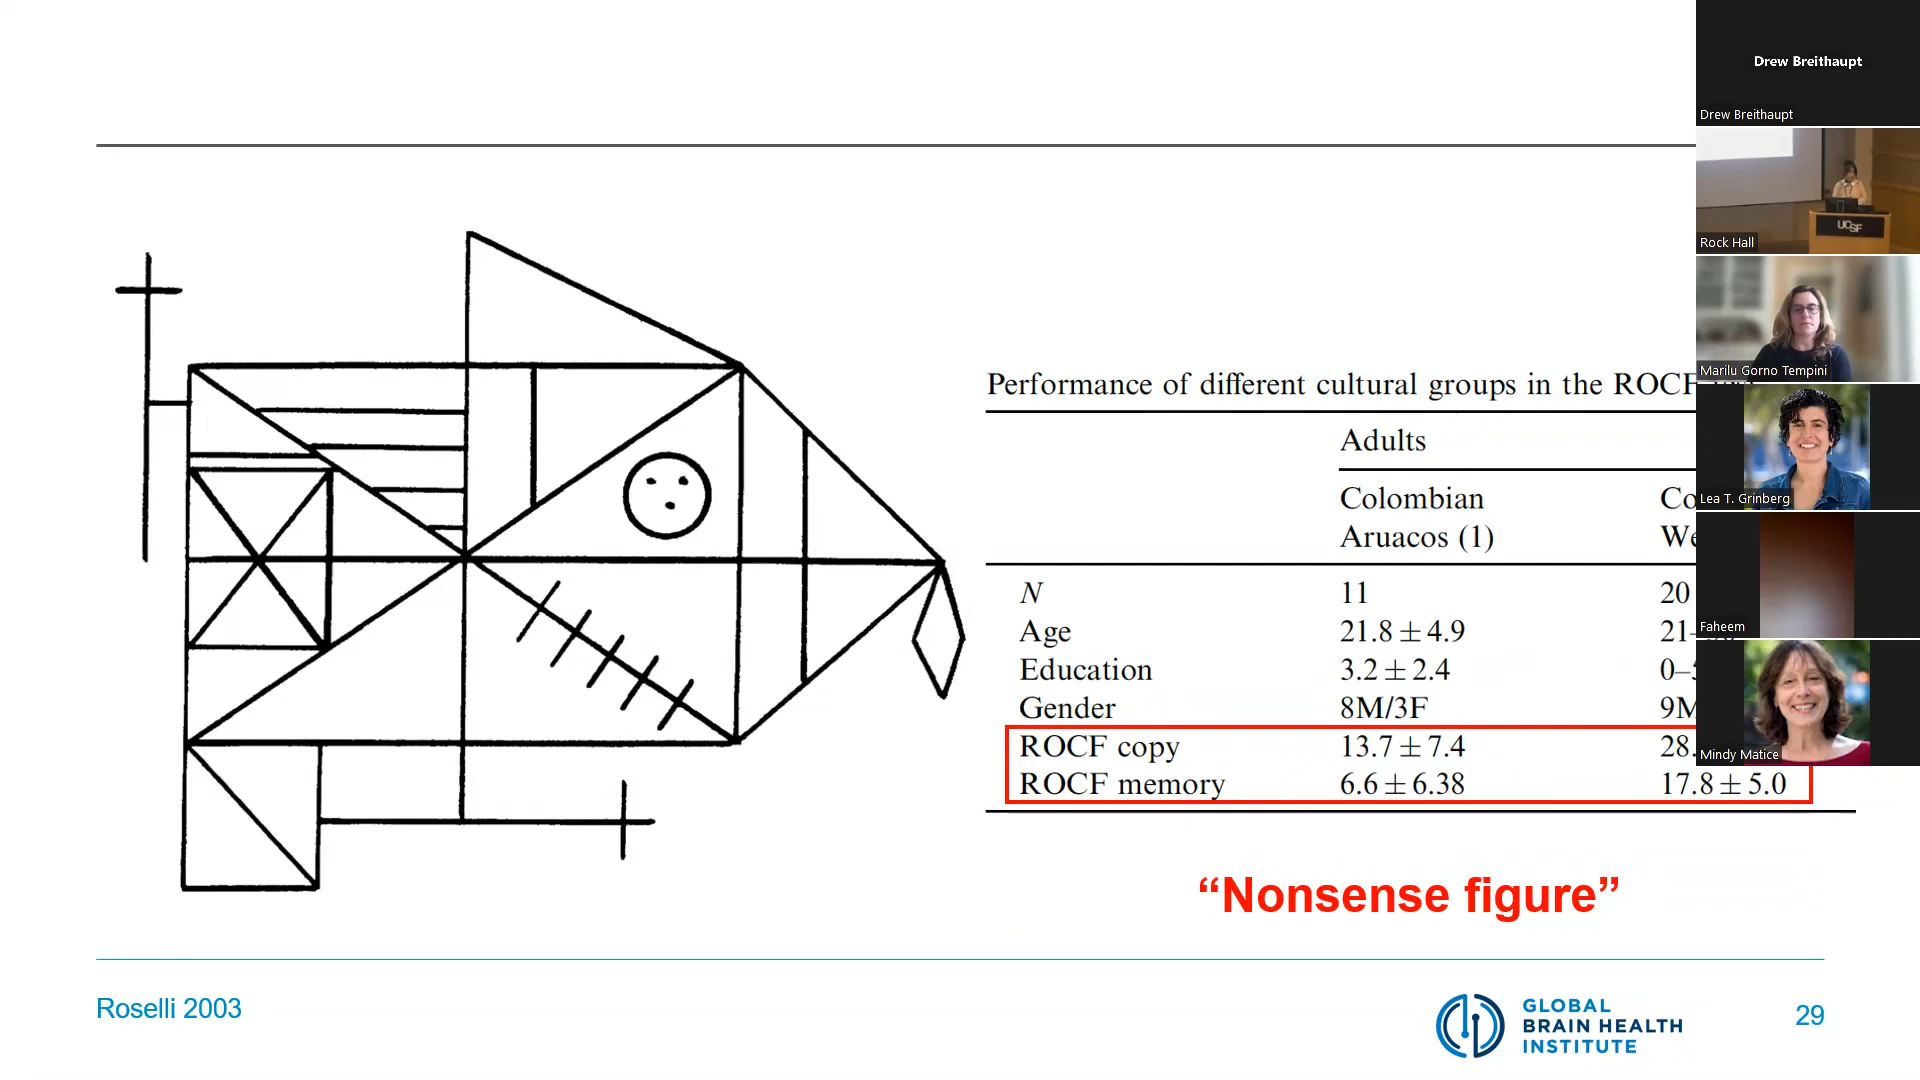 Performance of different cultural groups in the ROCF
Adults
Colombian
Aruacos (1)
N 11 20
Age 21.8 ± 4.9
Education 3.2 ± 2.4
Gender 8M/3F
ROCF copy 13.7 ± 7.4 28.
ROCF memory 6.6 ± 6.38 17.8 ± 5.0
“Nonsense figure”
Roselli 2003
GLOBAL
BRAIN HEALTH
INSTITUTE
29
Drew Breithaupt
Drew Breithaupt
UCSF
Rock Hall
Marilu Gorno Tempini
Lea T. Grinberg
Faheem
Mindy Matice